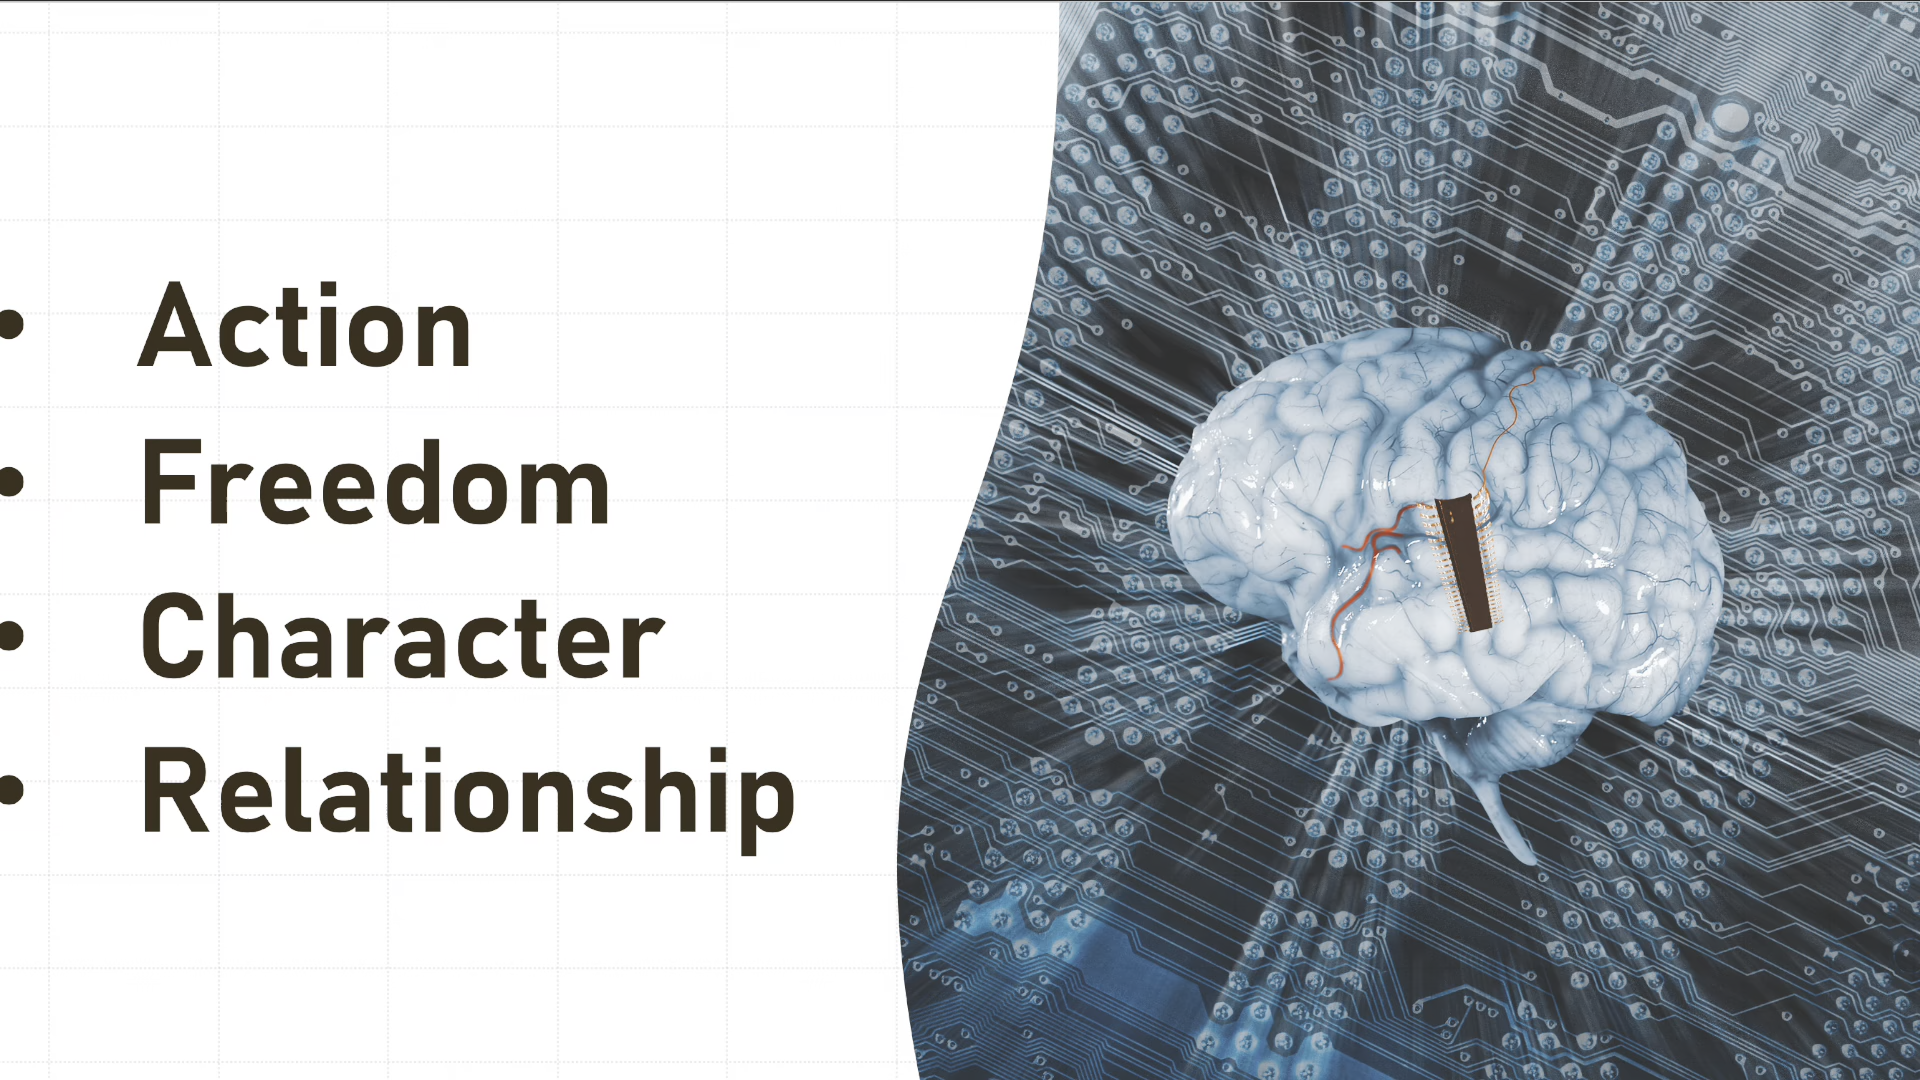 • Action
• Freedom
• Character
• Relationship